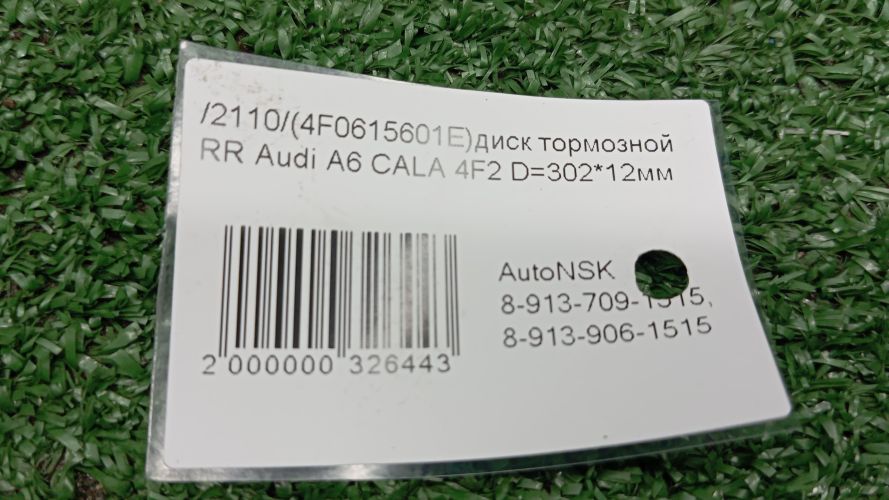 /2110/(4F0615601E)диск тормозной
RR Audi A6 CALA 4F2 D=302*12мм
AutoNSK
8-913-709-1515,
8-913-906-1515
2 000000 326443